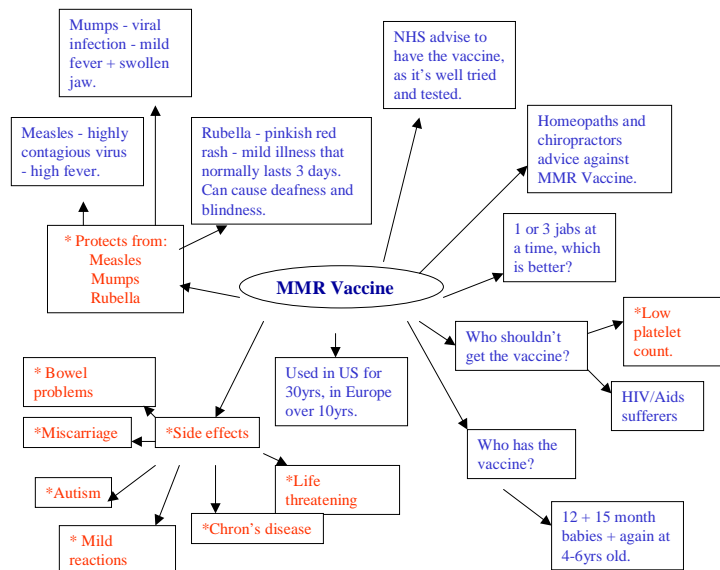 Mumps - viral
infection - mild
fever + swollen
jaw.
NHS advise to
have the vaccine,
as it's well tried
and tested.
Measles - highly
contagious virus
- high fever.
Rubella - pinkish red
rash - mild illness that
normally lasts 3 days.
Can cause deafness and
blindness.
Homeopaths and
chiropractors
advice against
MMR Vaccine.
* Protects from:
Measles
Mumps
Rubella
1 or 3 jabs at
a time, which
is better?
MMR Vaccine
Who shouldn't
get the vaccine?
*Low
platelet
count.
* Bowel
problems
Used in US for
30yrs, in Europe
over 10yrs.
HIV/Aids
sufferers
*Miscarriage
*Side effects
Who has the
vaccine?
*Autism
*Life
threatening
*Chron's disease
* Mild
reactions
12 + 15 month
babies + again at
4-6yrs old.